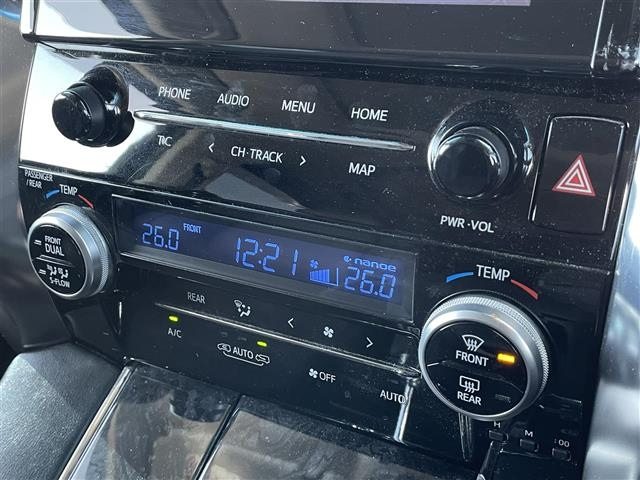 PHONE AUDIO MENU HOME
T/C CH·TRACK MAP
PWR·VOL
PASSENGER
/REAR
TEMP
FRONT
DUAL
S-FLOW
26.0 FRONT 12:21 nanoe 26.0
TEMP
FRONT
REAR
REAR
A/C
AUTO
OFF
AUTO
H M :00